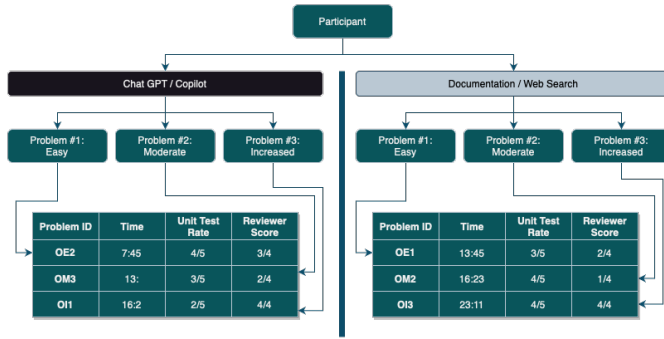 Participant
Chat GPT / Copilot
Documentation / Web Search
Problem #1:
Easy
Problem #2:
Moderate
Problem #3:
Increased
Problem #1:
Easy
Problem #2:
Moderate
Problem #3:
Increased
Problem ID Time Unit Test Rate Reviewer Score
OE2 7:45 4/5 3/4
OM3 13: 3/5 2/4
OI1 16:2 2/5 4/4
Problem ID Time Unit Test Rate Reviewer Score
OE1 13:45 3/5 2/4
OM2 16:23 4/5 1/4
OI3 23:11 4/5 4/4